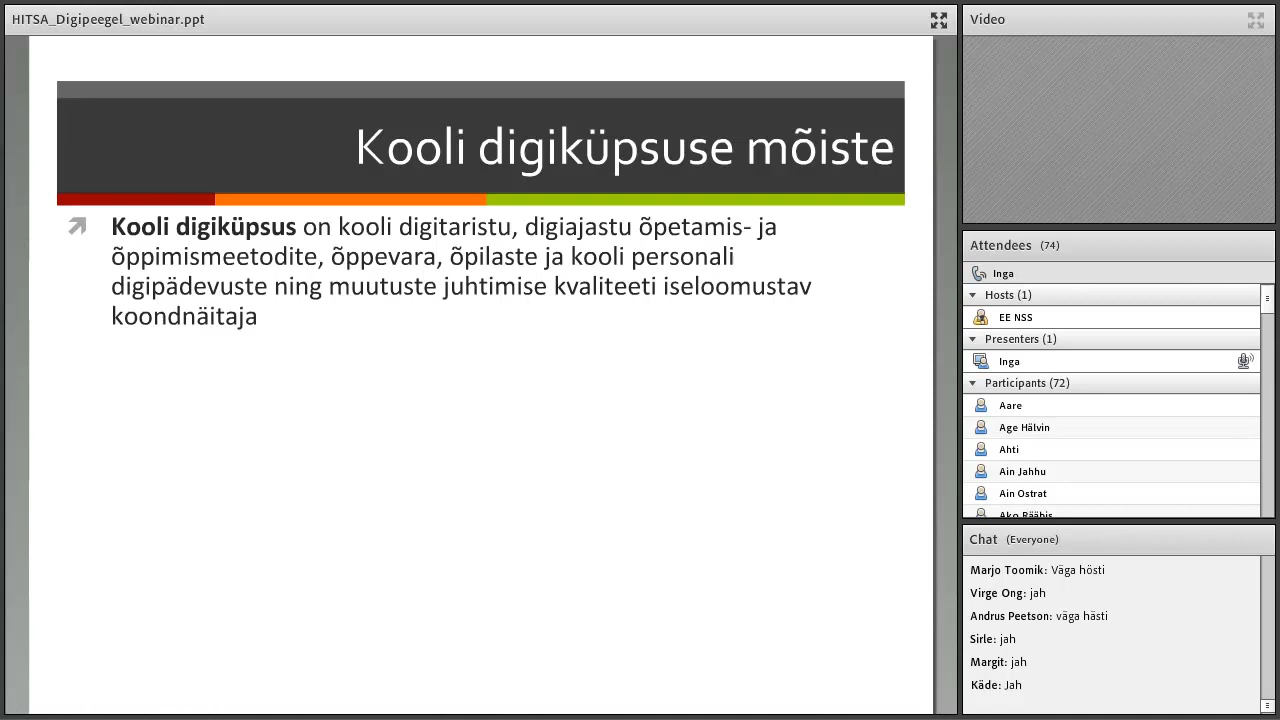 HITSA_Digipeegel_webinar.ppt
Kooli digiküpsuse mõiste
Kooli digiküpsus on kooli digitaristu, digiajastu õpetamis- ja
õppimismeetodite, õppevara, õpilaste ja kooli personali
digipädevuste ning muutuste juhtimise kvaliteeti iseloomustav
koondnäitaja
Video
Attendees (74)
Inga
Hosts (1)
EE NSS
Presenters (1)
Inga
Participants (72)
Aare
Age Hälvin
Ahti
Ain Jahhu
Ain Ostrat
Ako Rääbis
Chat (Everyone)
Marjo Toomik: Väga hösti
Virge Ong: jah
Andrus Peetson: väga hästi
Sirle: jah
Margit: jah
Käde: Jah